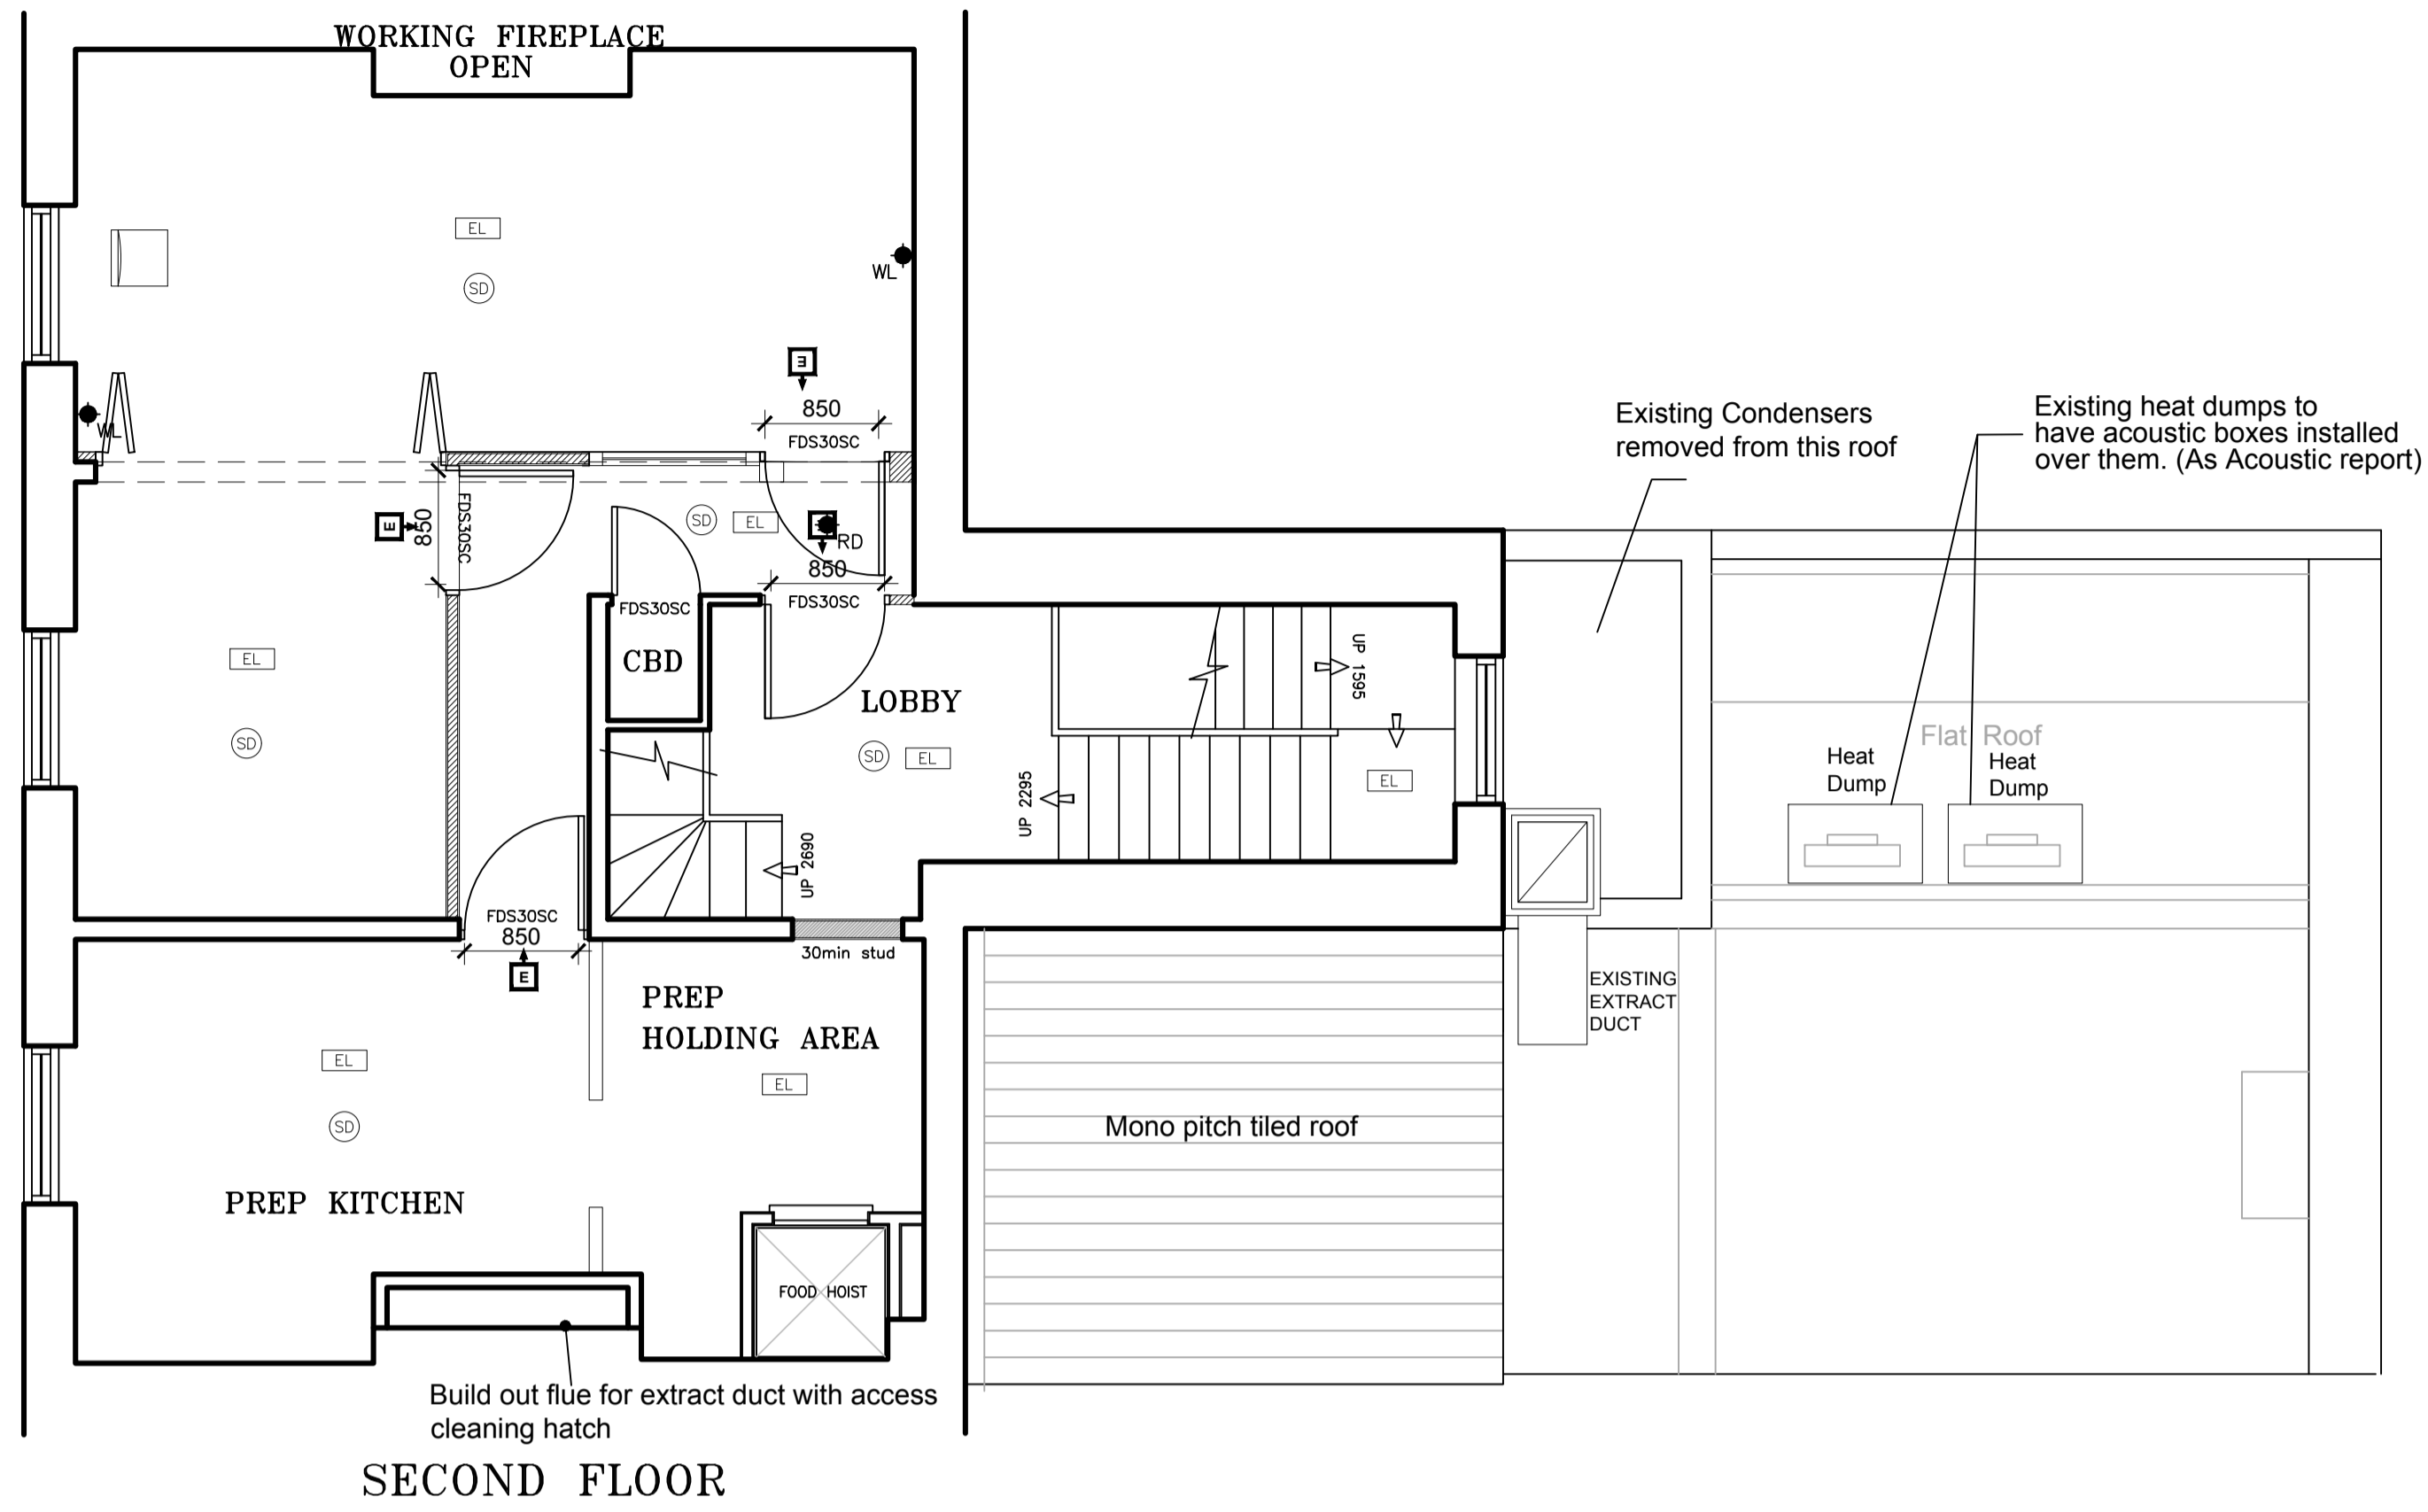 WORKING FIREPLACE
OPEN
EL
SD
WL
E
850
FDS30SC
WL
Existing Condensers
removed from this roof
Existing heat dumps to
have acoustic boxes installed
over them. (As Acoustic report)
E
850
FDS30SC
SD
EL
RD
850
FDS30SC
FDS30SC
CBD
LOBBY
UP 1595
EL
SD
SD
EL
EL
UP 2295
UP 2690
Flat Roof
Heat
Dump
Heat
Dump
FDS30SC
850
E
30min stud
PREP
HOLDING AREA
EXISTING
EXTRACT
DUCT
EL
EL
SD
Mono pitch tiled roof
PREP KITCHEN
FOOD HOIST
Build out flue for extract duct with access
cleaning hatch
SECOND FLOOR